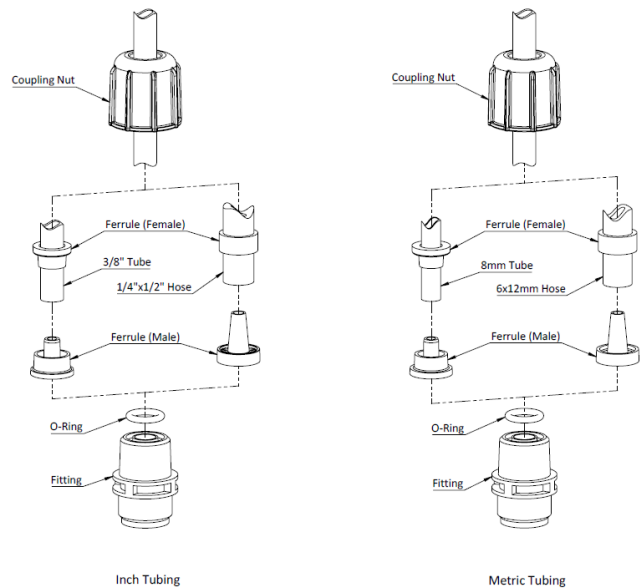 Coupling Nut
Ferrule (Female)
3/8" Tube
1/4"x1/2" Hose
Ferrule (Male)
O-Ring
Fitting
Inch Tubing
Coupling Nut
Ferrule (Female)
8mm Tube
6x12mm Hose
Ferrule (Male)
O-Ring
Fitting
Metric Tubing